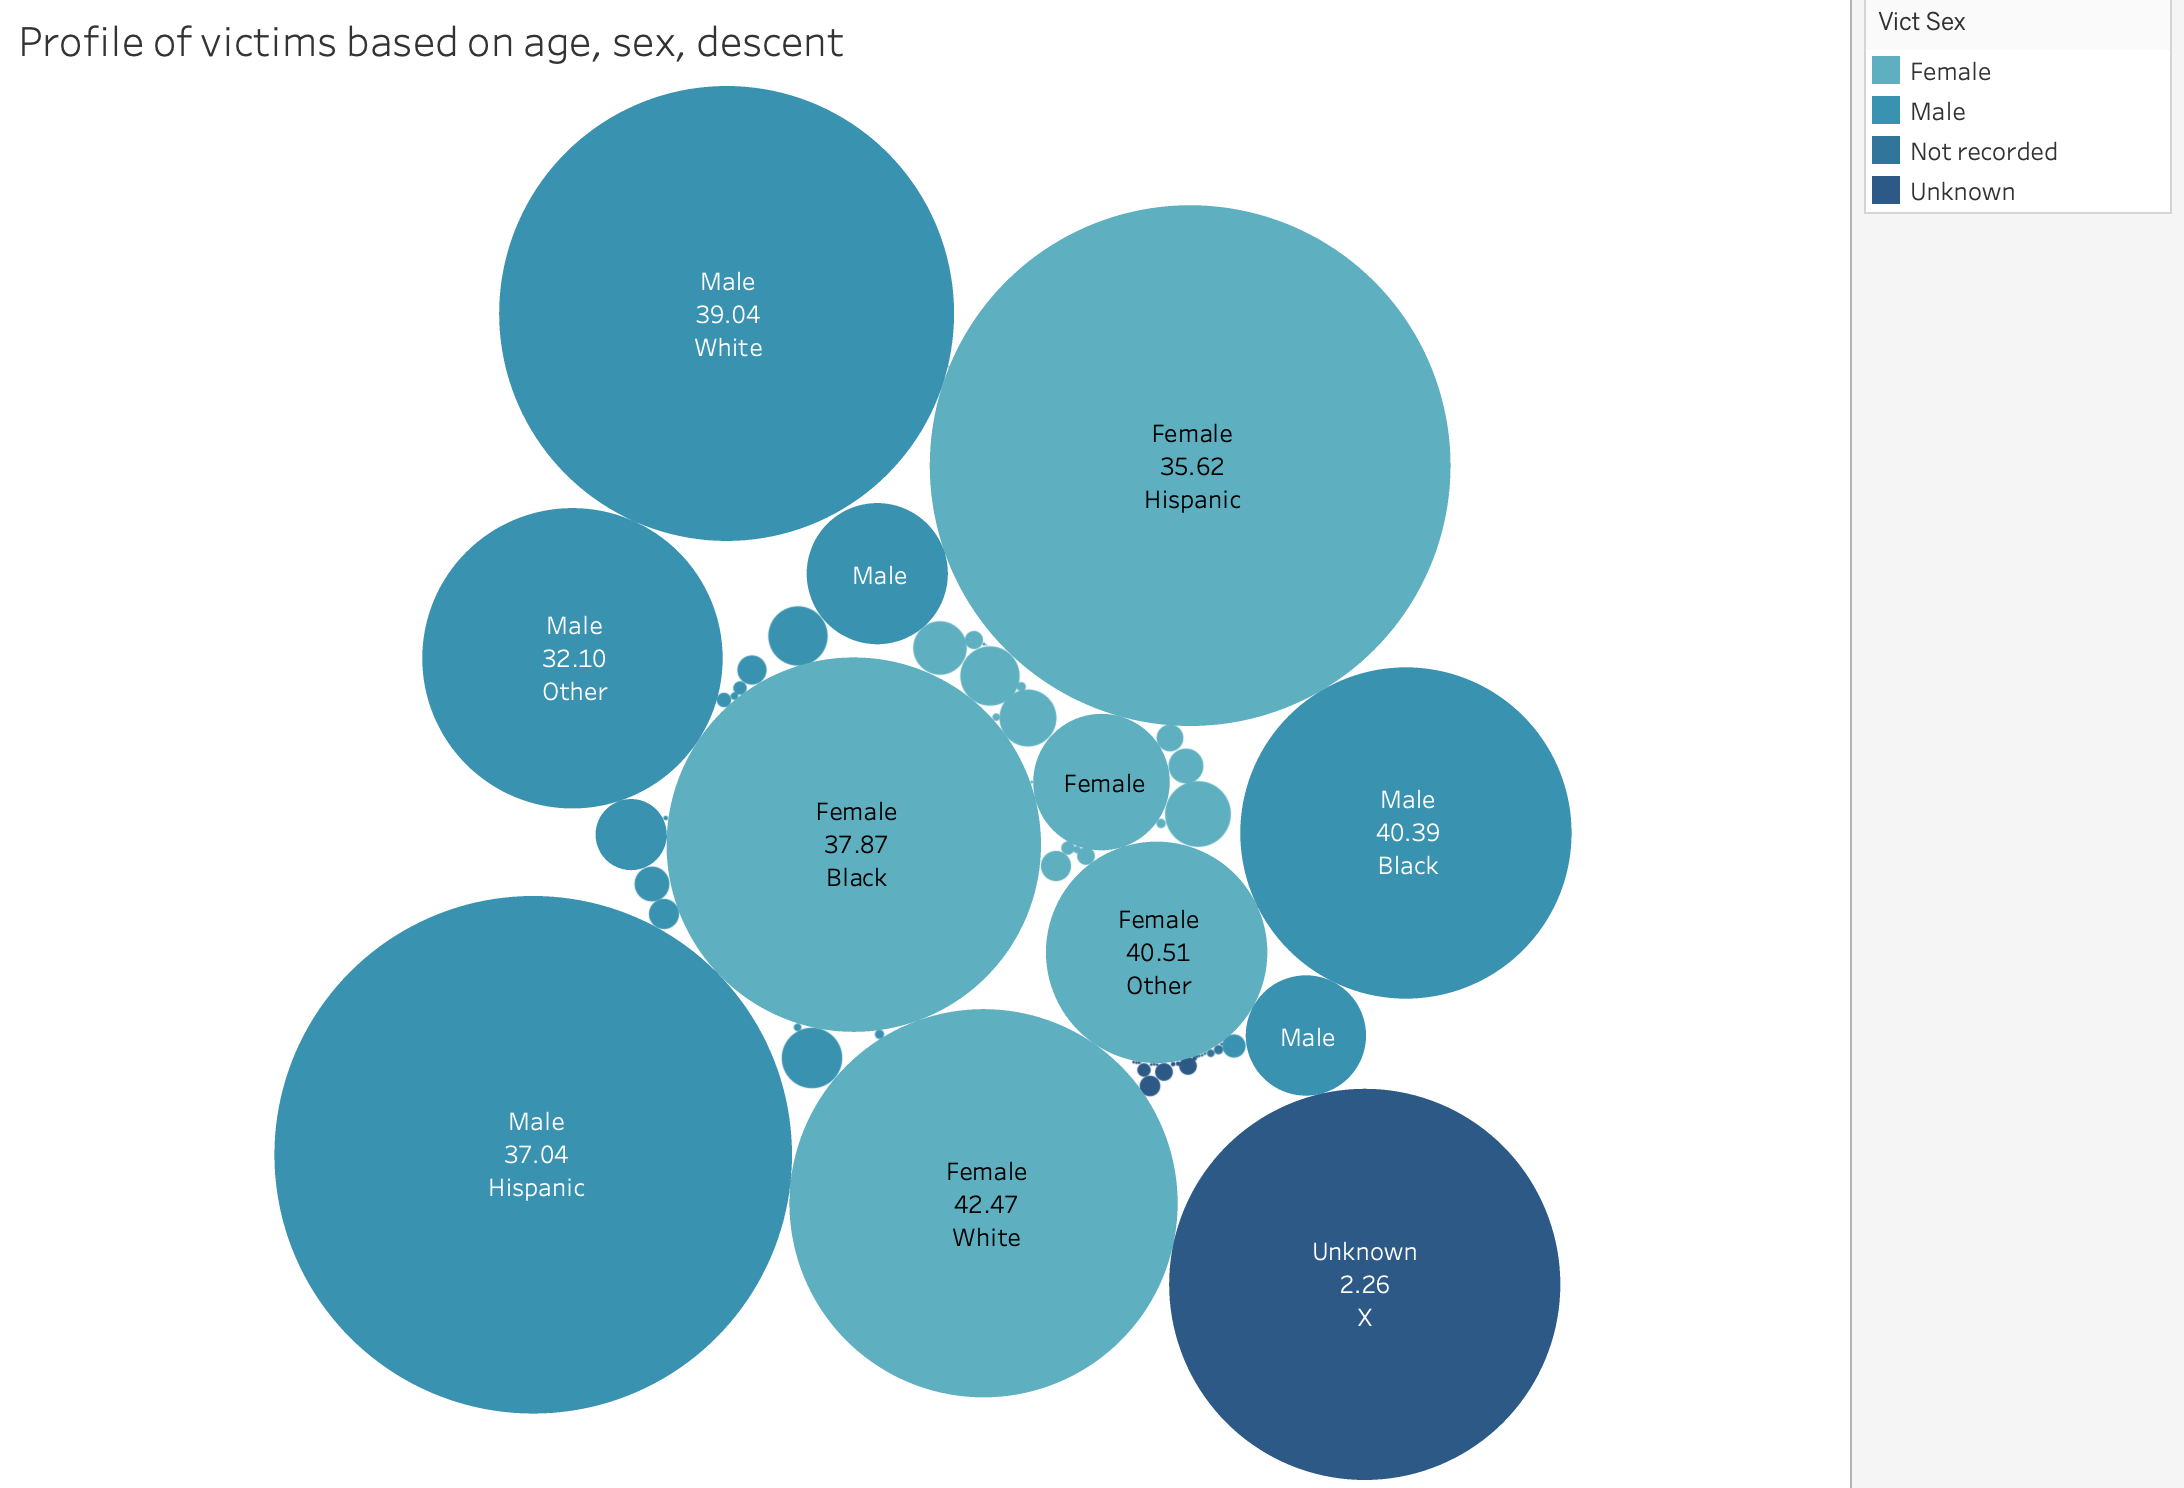 Profile of victims based on age, sex, descent
Vict Sex
Female
Male
Not recorded
Unknown
Male
39.04
White
Female
35.62
Hispanic
Male
Male
32.10
Other
Female
Male
40.39
Black
Female
37.87
Black
Female
40.51
Other
Male
Male
37.04
Hispanic
Female
42.47
White
Unknown
2.26
X